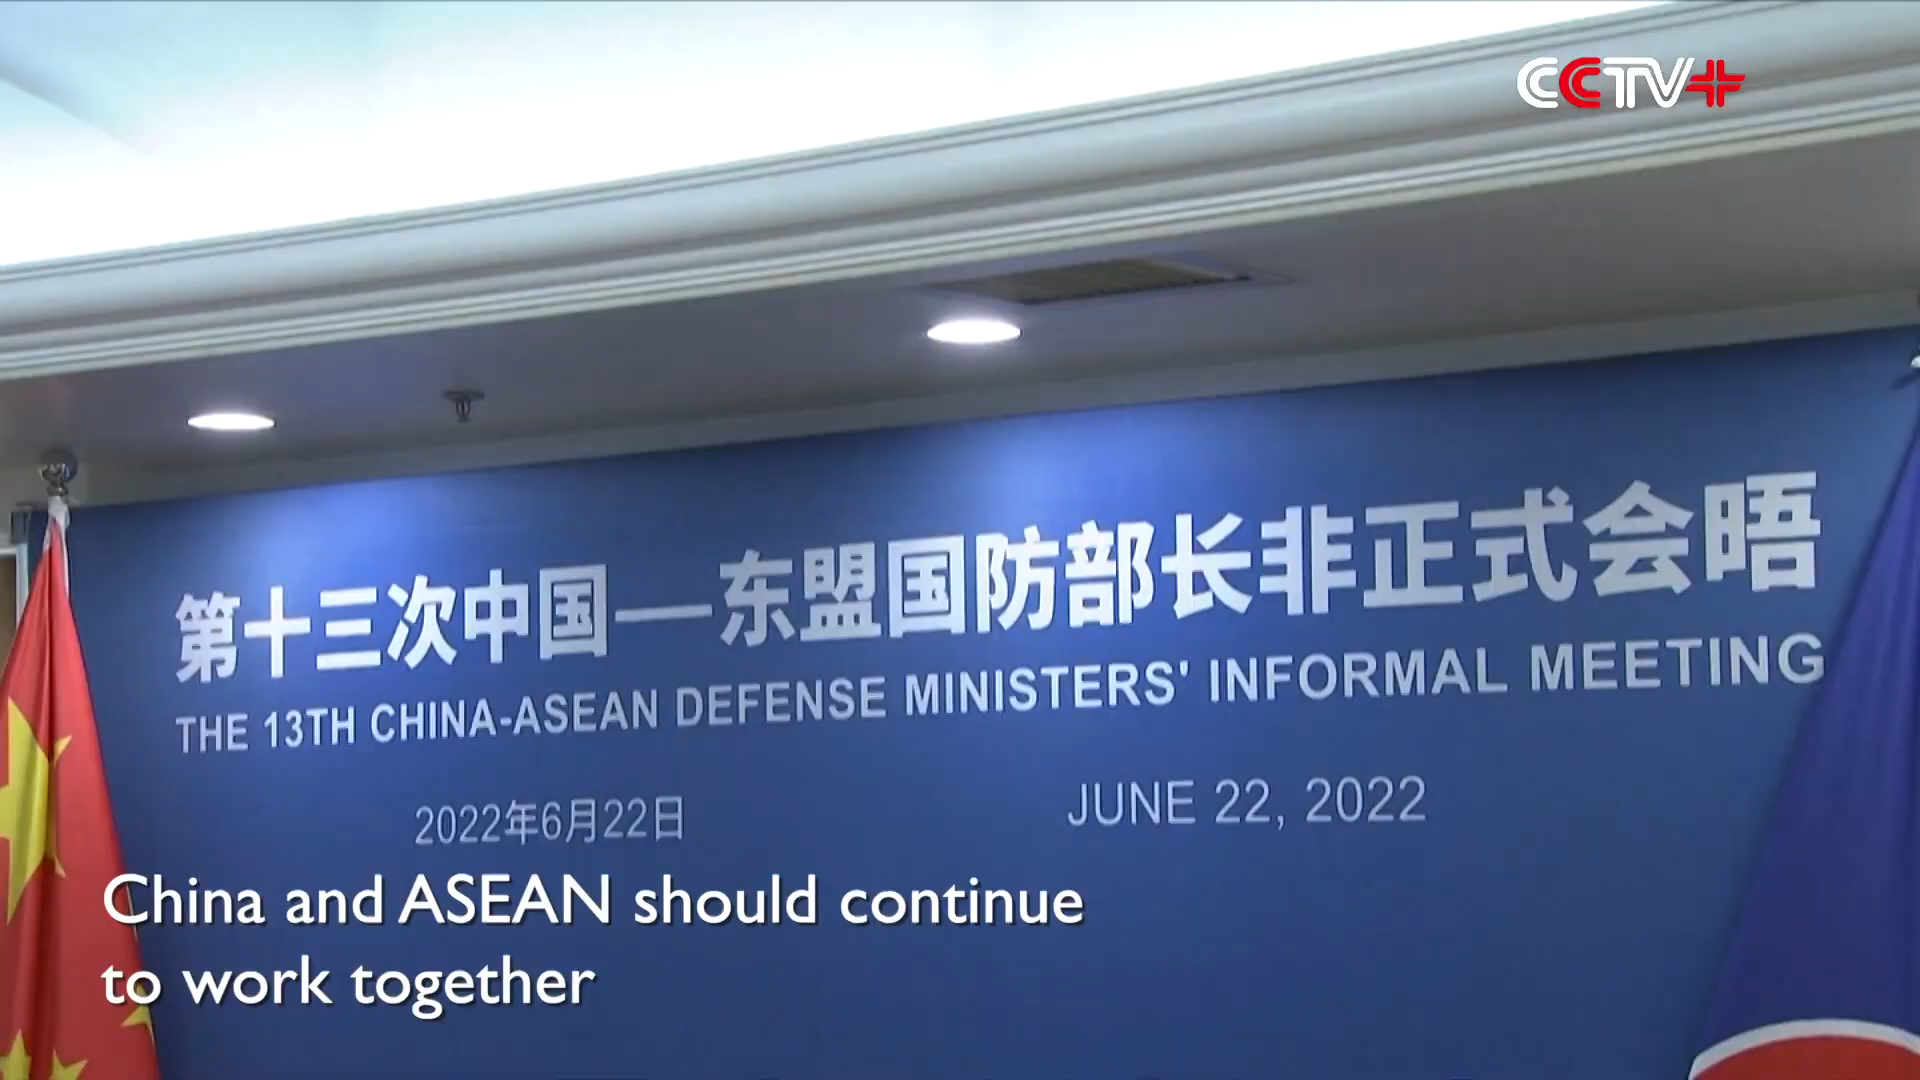 CCTV+
第十三次中国—东盟国防部长非正式会晤
THE 13TH CHINA-ASEAN DEFENSE MINISTERS' INFORMAL MEETING
2022年6月22日
JUNE 22, 2022
China and ASEAN should continue
to work together